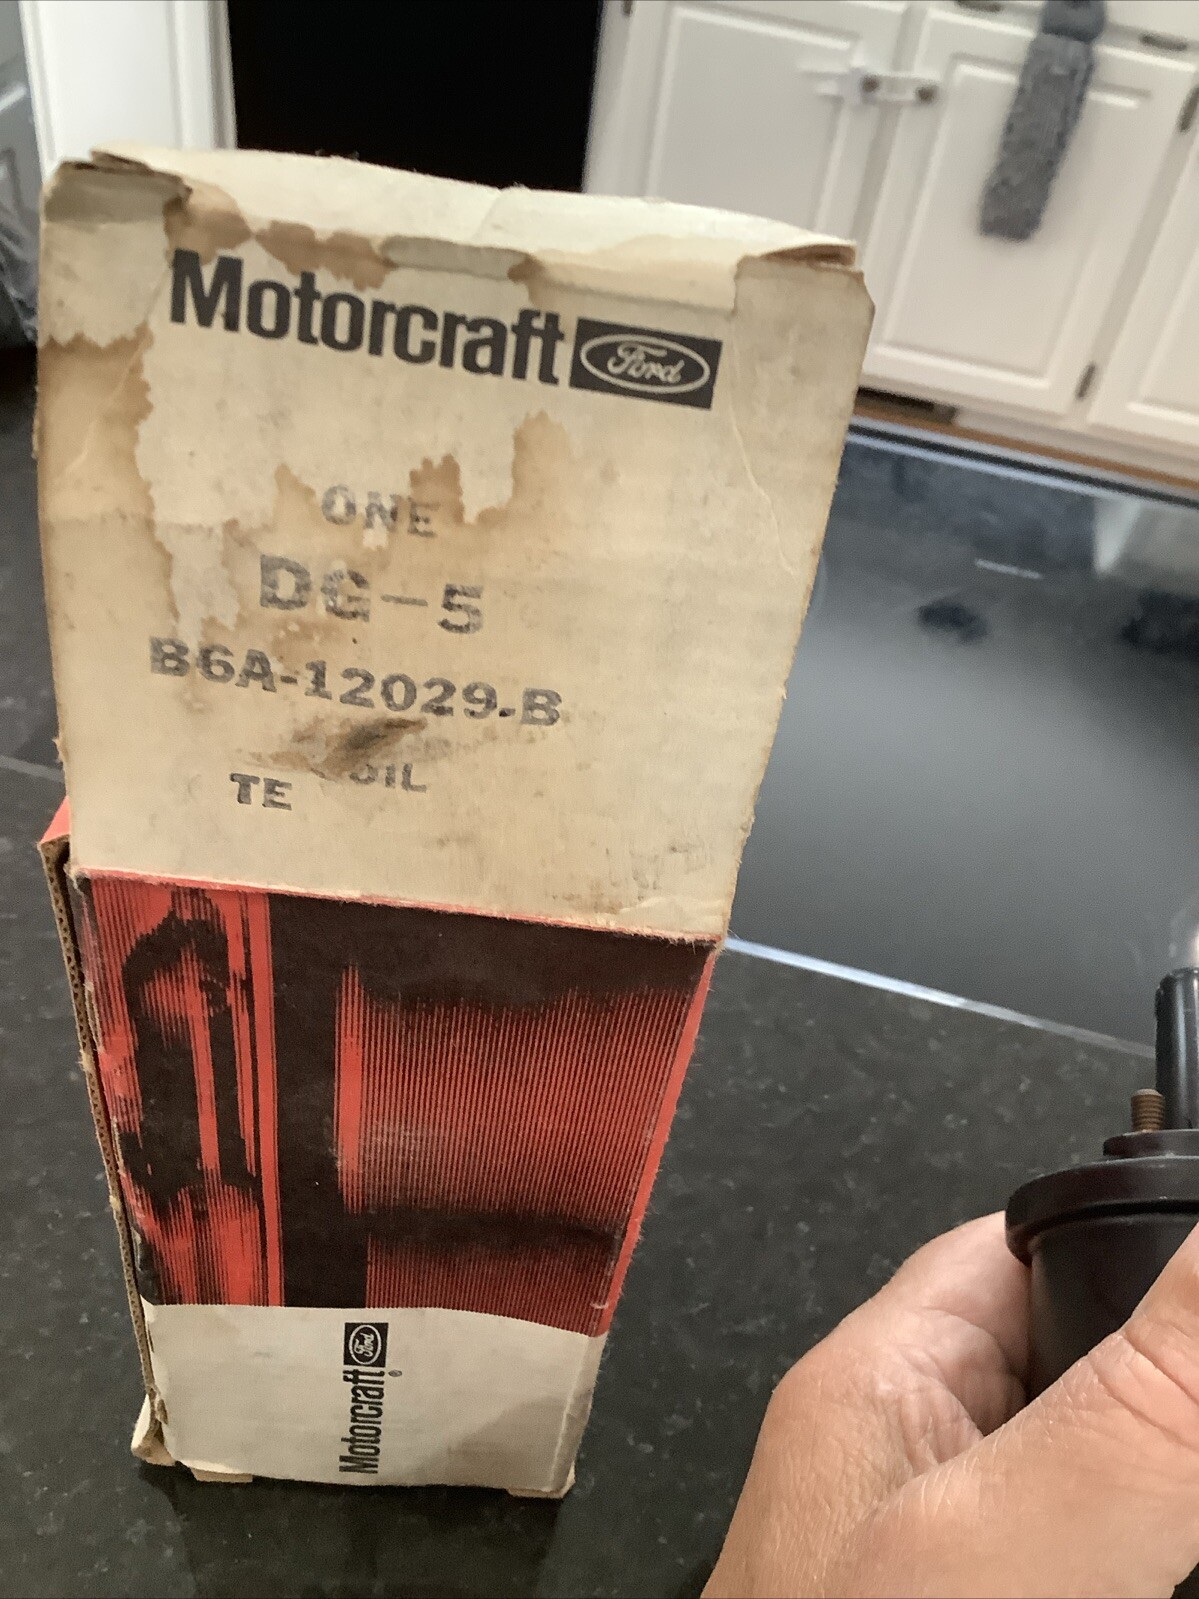 Motorcraft Ford
ONE
DG-5
B6A-12029-B
OIL
TE
Motorcraft Ford ®